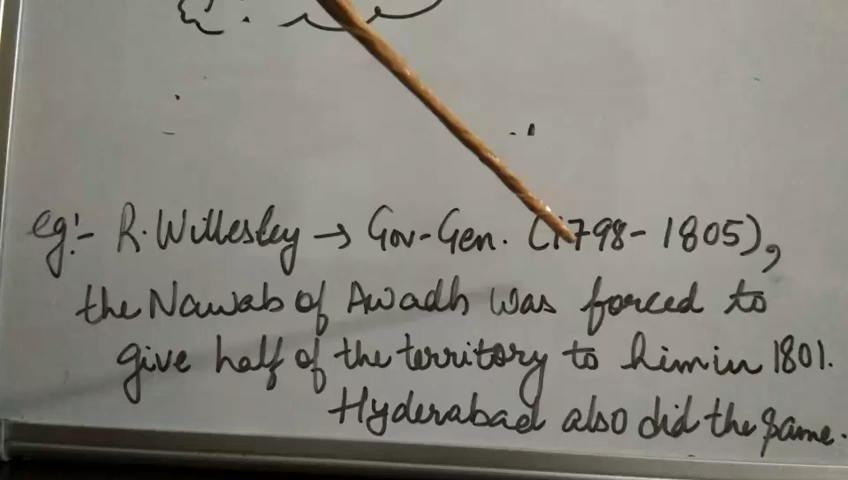 eg:- R. Willesley → Gov-Gen. (1798-1805),
the Nawab of Awadh was forced to
give half of the territory to him in 1801.
Hyderabad also did the same.